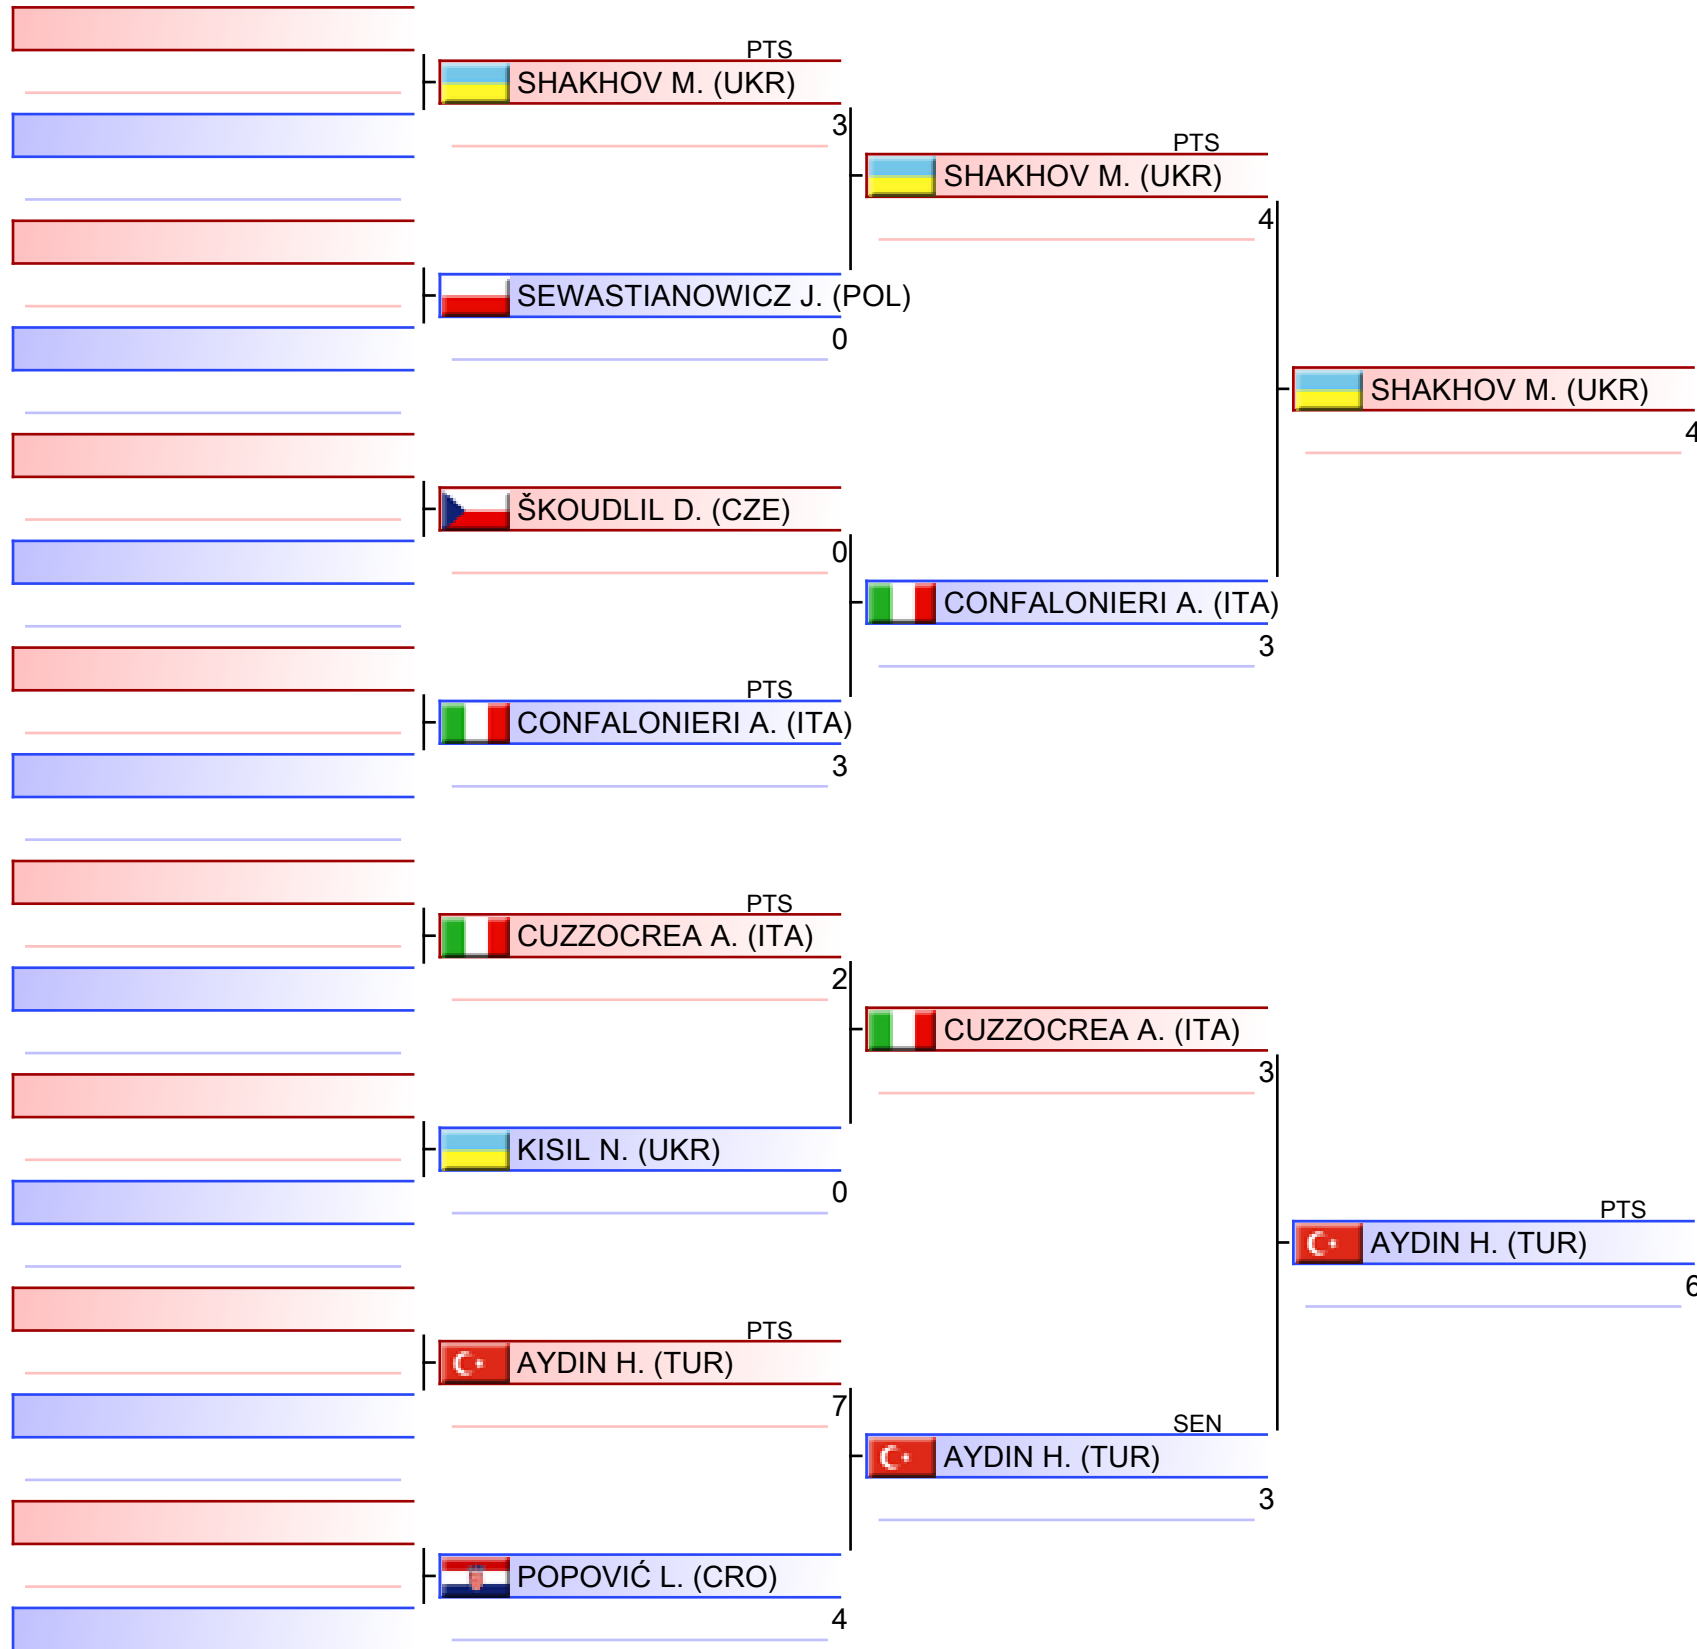 PTS
SHAKHOV M. (UKR)
3
PTS
SHAKHOV M. (UKR)
4
SEWASTIANOWICZ J. (POL)
0
SHAKHOV M. (UKR)
4
ŠKOUDLIL D. (CZE)
0
CONFALONIERI A. (ITA)
3
PTS
CONFALONIERI A. (ITA)
3
PTS
CUZZOCREA A. (ITA)
2
CUZZOCREA A. (ITA)
3
KISIL N. (UKR)
0
PTS
AYDIN H. (TUR)
6
PTS
AYDIN H. (TUR)
7
SEN
AYDIN H. (TUR)
3
POPOVIĆ L. (CRO)
4